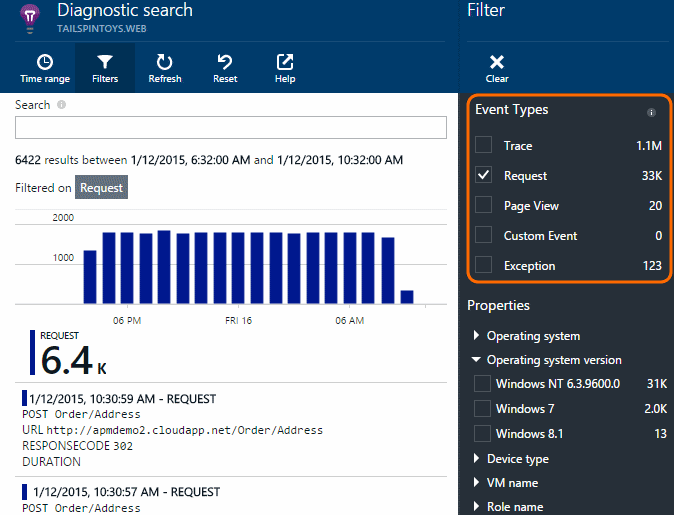 Diagnostic search
TAILSPINTOYS.WEB
Time range
Filters
Refresh
Reset
Help
Search
6422 results between 1/12/2015, 6:32:00 AM and 1/12/2015, 10:32:00 AM
Filtered on Request
2000
1000
06 PM FRI 16 06 AM
REQUEST
6.4 K
1/12/2015, 10:30:59 AM - REQUEST
POST Order/Address
URL http://apmdemo2.cloudapp.net/Order/Address
RESPONSECODE 302
DURATION
1/12/2015, 10:30:57 AM - REQUEST
POST Order/Address
Filter
Clear
Event Types
Trace 1.1M
Request 33K
Page View 20
Custom Event 0
Exception 123
Properties
Operating system
Operating system version
Windows NT 6.3.9600.0 31K
Windows 7 2.0K
Windows 8.1 13
Device type
VM name
Role name